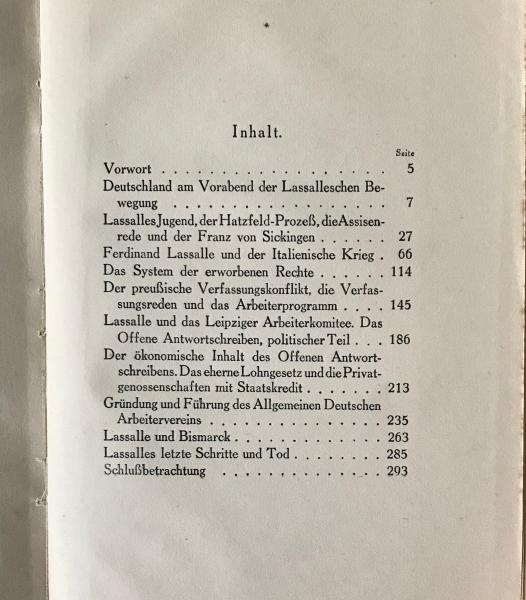 Inhalt.
Seite
Vorwort . . . . . . . . . . . . . . . . . . 5
Deutschland am Vorabend der Lassalleschen Be-
wegung . . . . . . . . . . . . . . . . . 7
Lassalles Jugend, der Hatzfeld-Prozeß, die Assisen-
rede und der Franz von Sickingen . . . . . . 27
Ferdinand Lassalle und der Italienische Krieg . 66
Das System der erworbenen Rechte . . . . . . 114
Der preußische Verfassungskonflikt, die Verfas-
sungsreden und das Arbeiterprogramm . . . . 145
Lassalle und das Leipziger Arbeiterkomitee. Das
Offene Antwortschreiben, politischer Teil . . . 186
Der ökonomische Inhalt des Offenen Antwort-
schreibens. Das eherne Lohngesetz und die Privat-
genossenschaften mit Staatskredit . . . . . . . 213
Gründung und Führung des Allgemeinen Deutschen
Arbeitervereins . . . . . . . . . . . . . . 235
Lassalle und Bismarck . . . . . . . . . . . . 263
Lassalles letzte Schritte und Tod . . . . . . . . 285
Schlußbetrachtung . . . . . . . . . . . . . 293